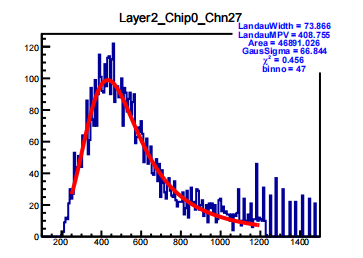 Layer2_Chip0_Chn27
LandauWidth = 73.866
LandauMPV = 408.755
Area = 46891.026
GausSigma = 66.844
χ² = 0.456
binno = 47
120
100
80
60
40
20
0
200 400 600 800 1000 1200 1400